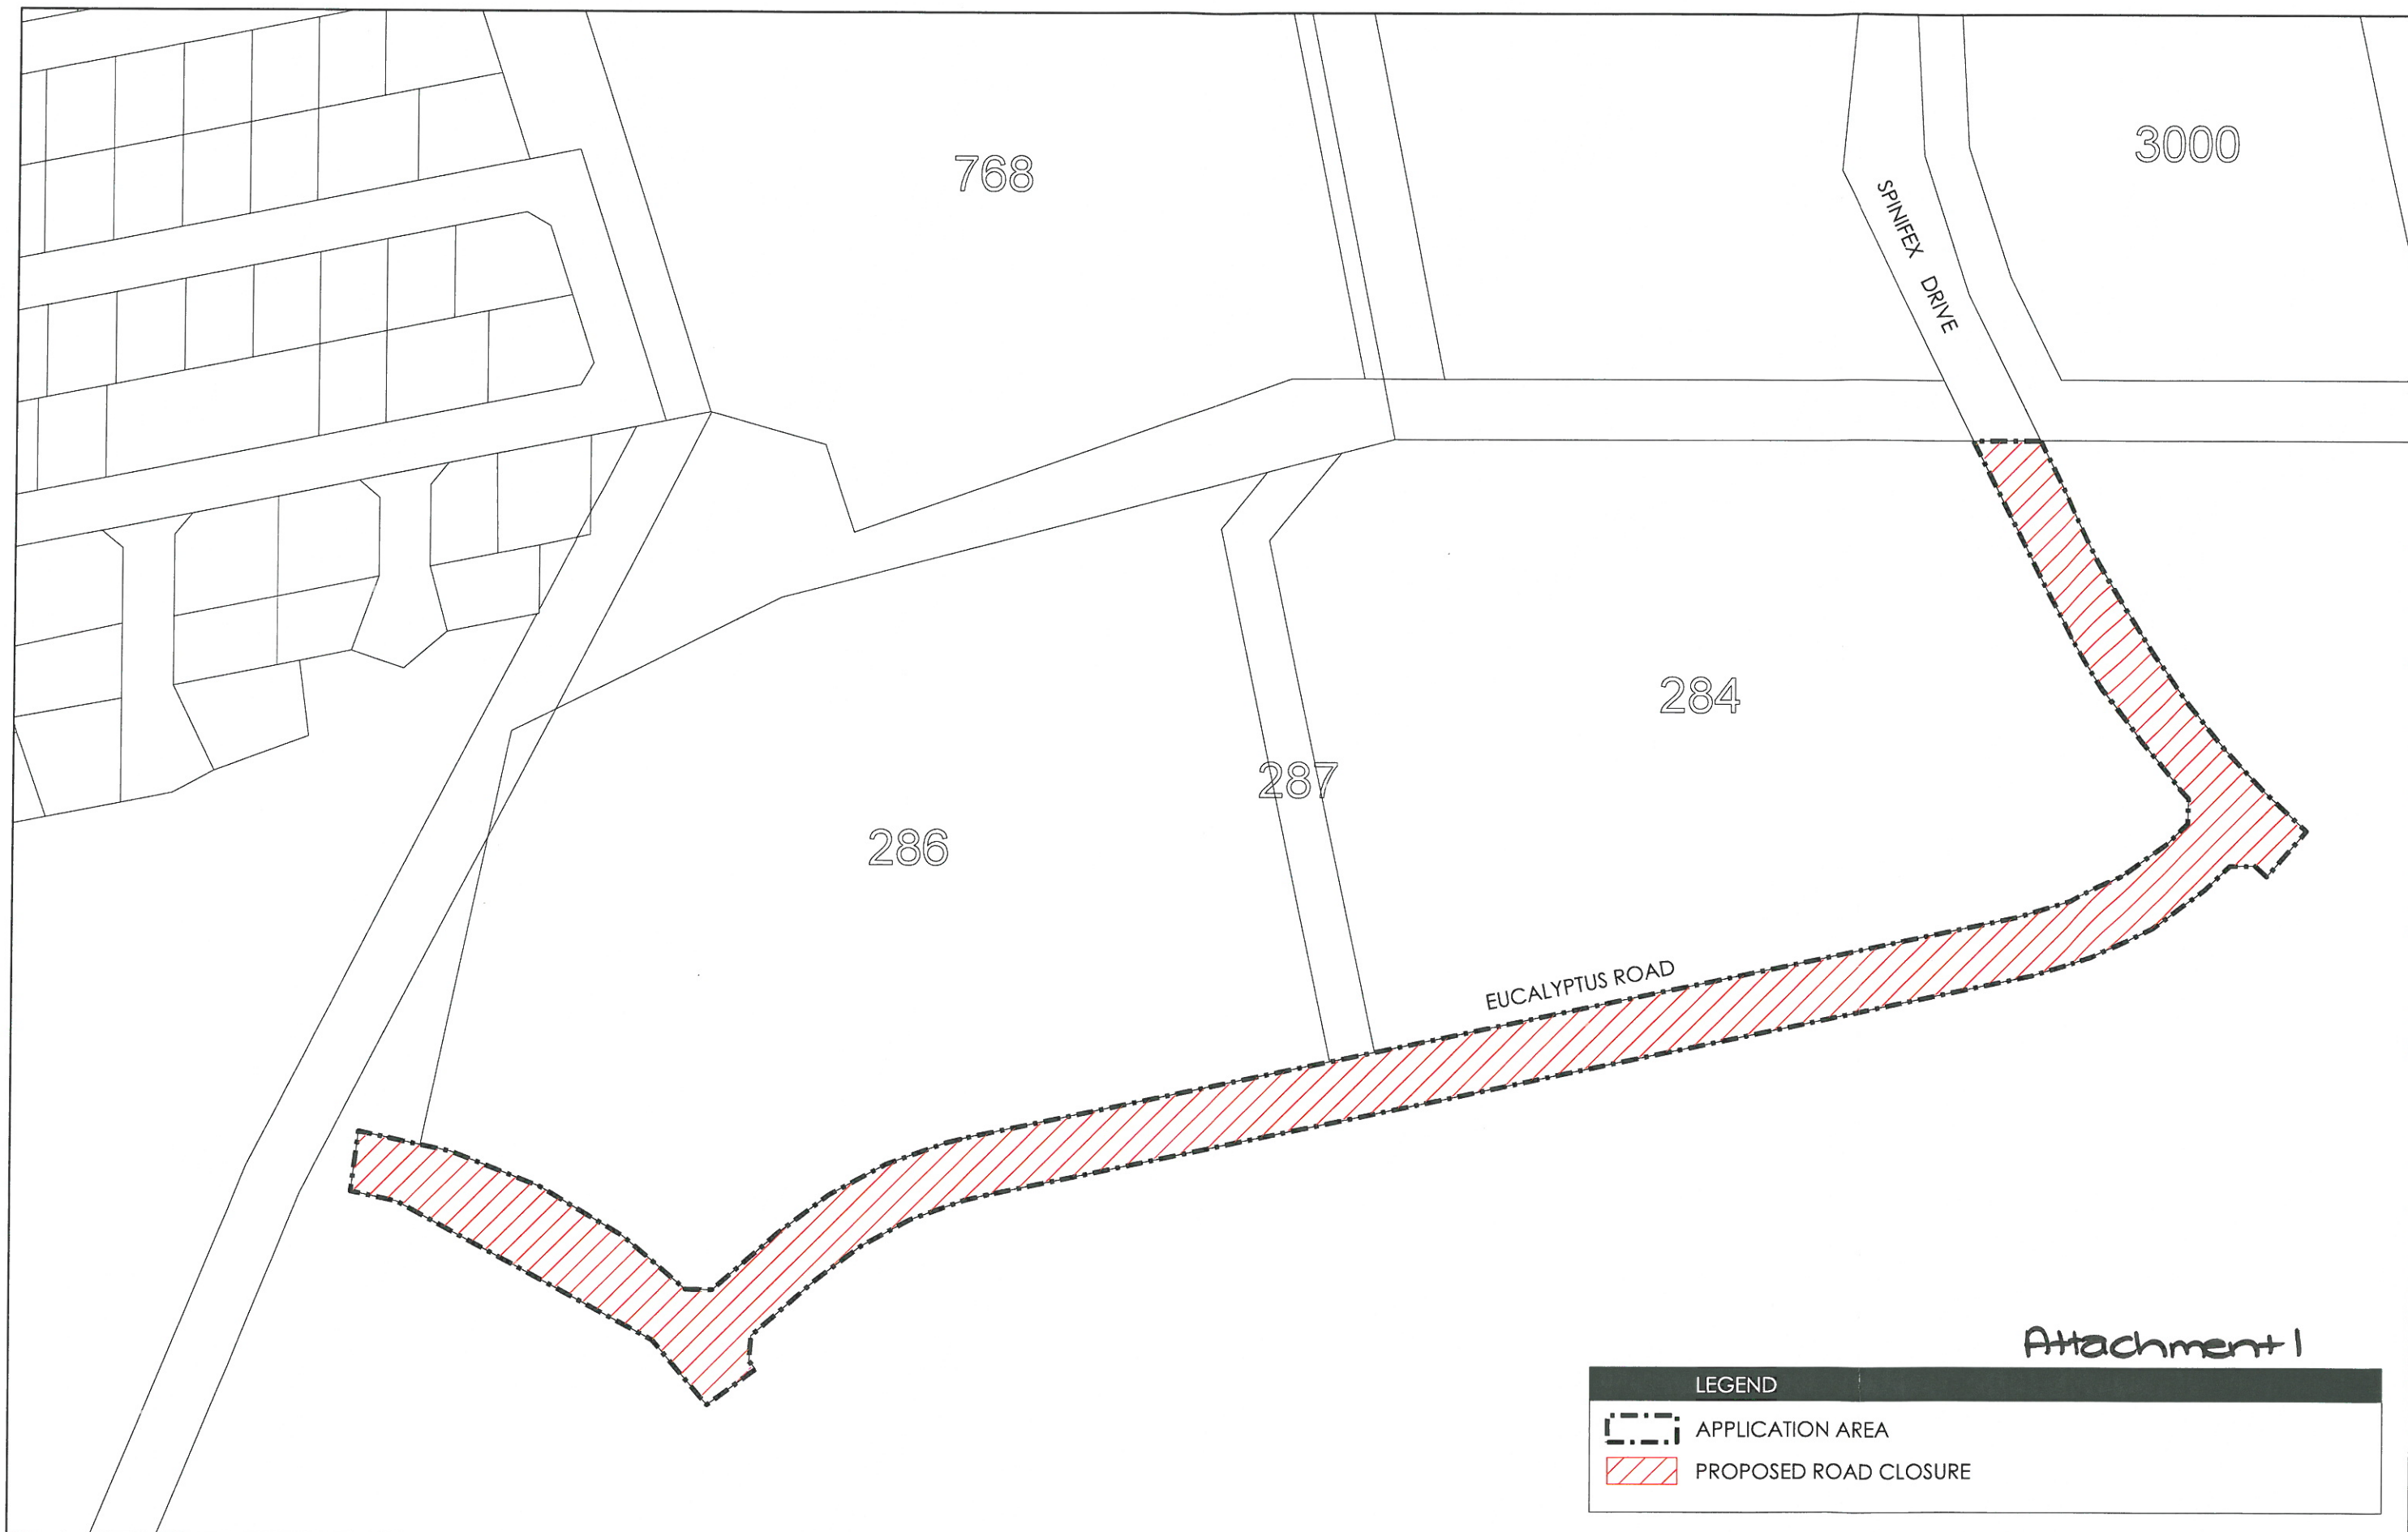 768
3000
SPINIFEX DRIVE
284
287
286
EUCALYPTUS ROAD
Attachment 1
LEGEND
APPLICATION AREA
PROPOSED ROAD CLOSURE